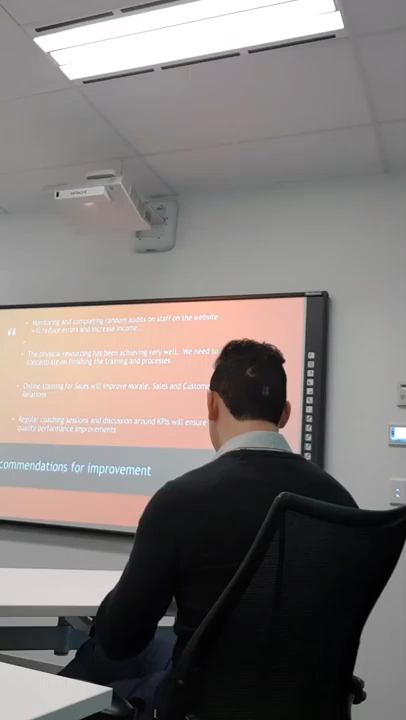 HITACHI
“ Monitoring and completing random audits on staff on the website
will reduce errors and increase income.
The physical resourcing has been achieving very well. We need to
concentrate on finishing the training and processes
Online training for Sales will improve Morale, Sales and Custome
Relations
Regular coaching sessions and discussion around KPIs will ensure
quality performance improvements
commendations for improvement